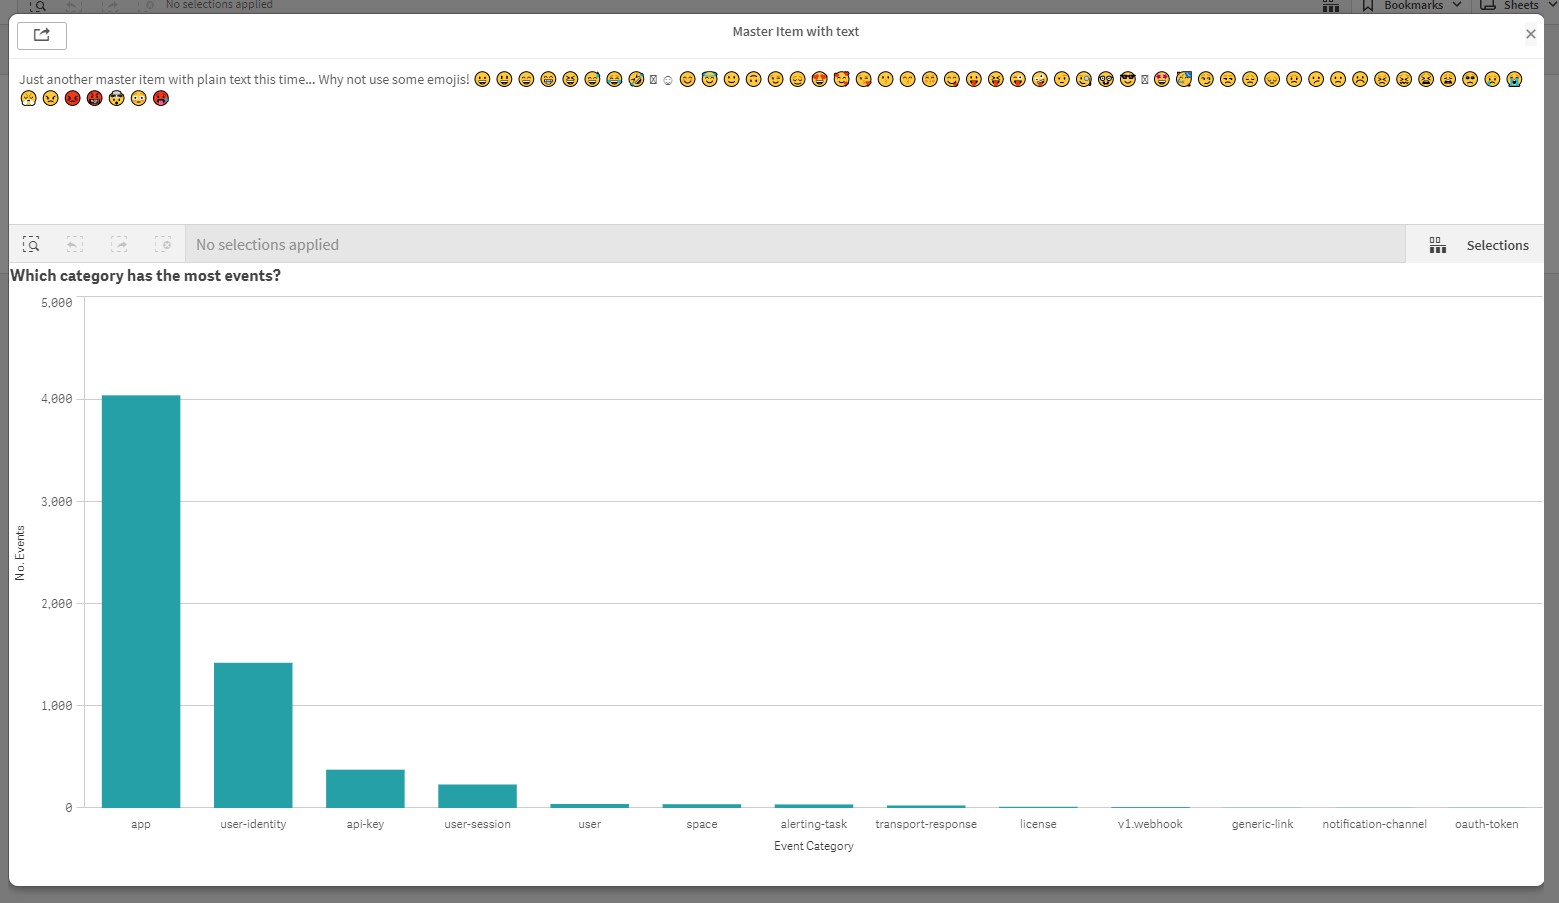 No selections applied
Bookmarks
Sheets
Master Item with text
Just another master item with plain text this time... Why not use some emojis!
No selections applied
Selections
Which category has the most events?
5,000
4,000
3,000
2,000
1,000
0
No. Events
app user-identity api-key user-session user space alerting-task transport-response license v1.webhook generic-link notification-channel oauth-token
Event Category